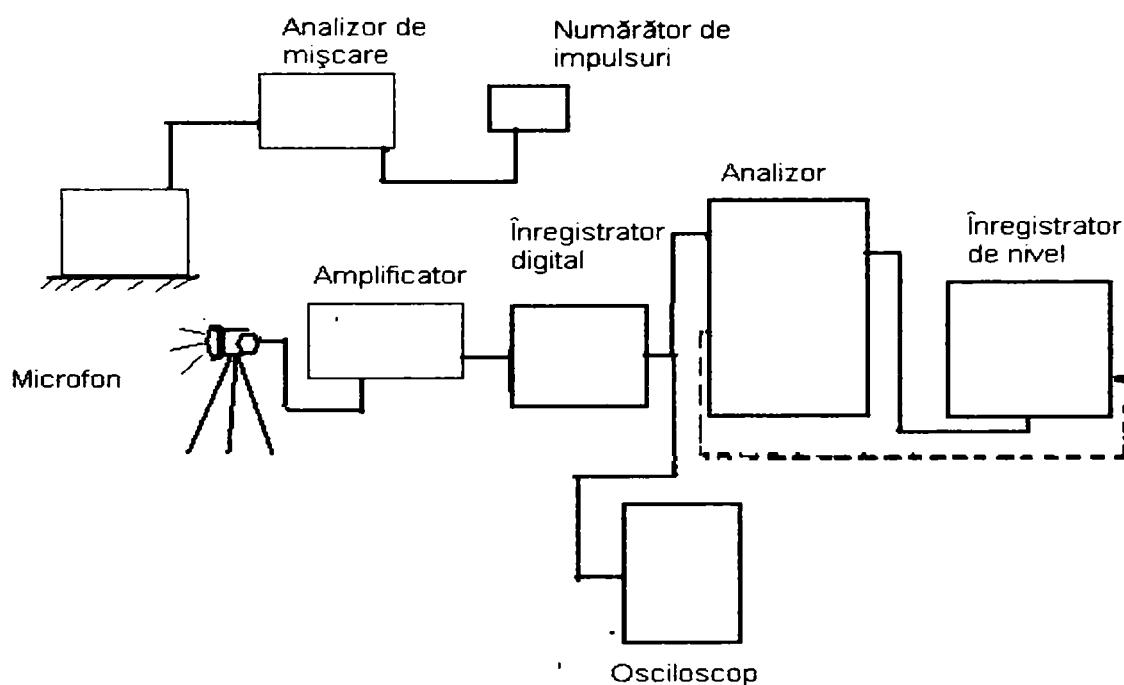 Analizor de
mişcare
Numărător de
impulsuri
Analizor
Înregistrator
digital
Înregistrator
de nivel
Amplificator
Microfon
Osciloscop